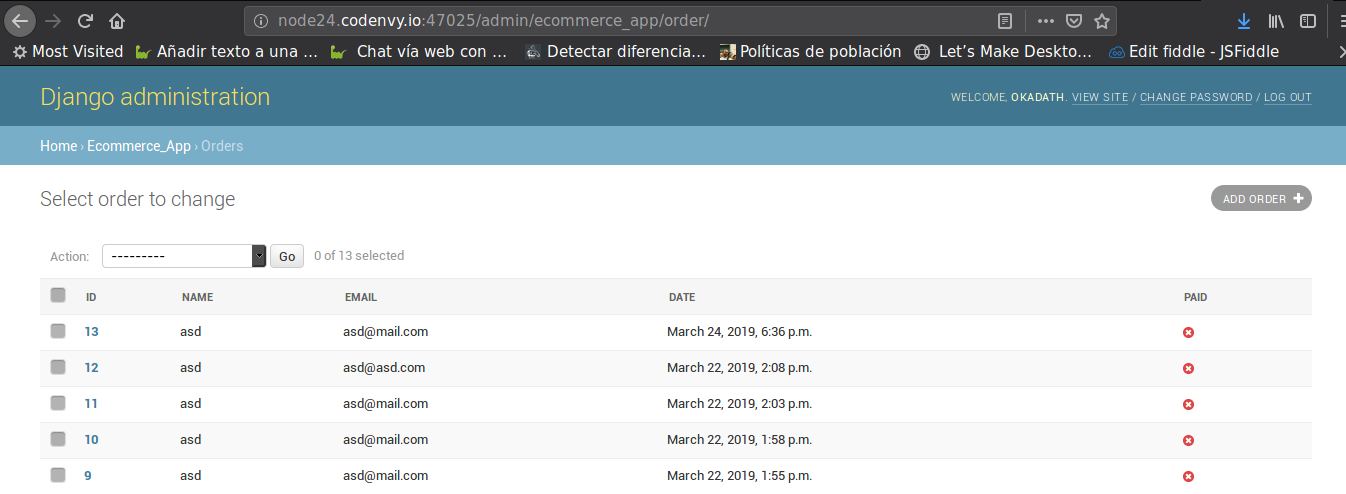 node24.codenvy.io:47025/admin/ecommerce_app/order/
Most Visited Añadir texto a una ... Chat vía web con ... Detectar diferencia... Políticas de población Let's Make Deskto... Edit fiddle - JSFiddle
Django administration
WELCOME, OKADATH. VIEW SITE / CHANGE PASSWORD / LOG OUT
Home › Ecommerce_App › Orders
Select order to change
ADD ORDER +
Action: --------- Go 0 of 13 selected
ID NAME EMAIL DATE PAID
13 asd asd@mail.com March 24, 2019, 6:36 p.m.
12 asd asd@asd.com March 22, 2019, 2:08 p.m.
11 asd asd@mail.com March 22, 2019, 2:03 p.m.
10 asd asd@mail.com March 22, 2019, 1:58 p.m.
9 asd asd@mail.com March 22, 2019, 1:55 p.m.